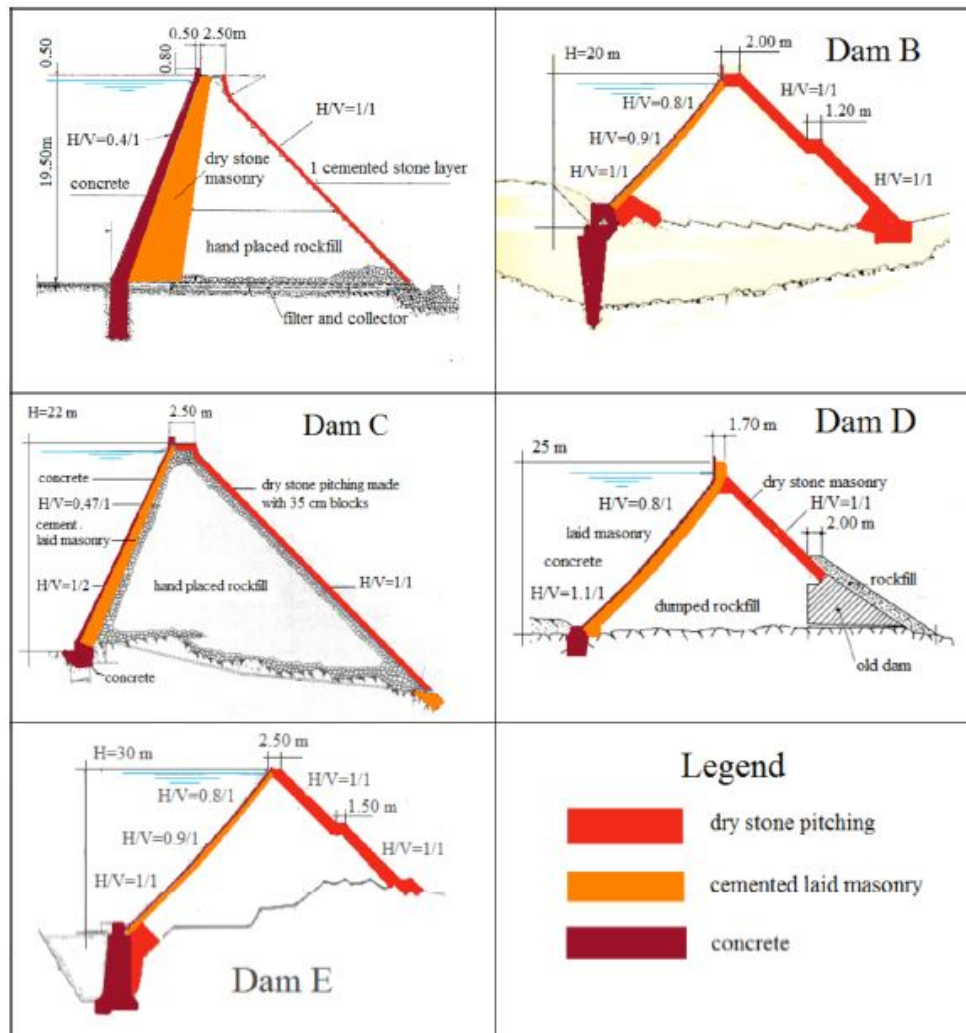 0.50 2.50m
0.80
0.50
H/V=0.4/1
H/V=1/1
19.50m
dry stone
masonry
1 cemented stone layer
concrete
hand placed rockfill
filter and collector
2.00 m
Dam B
H=20 m
H/V=0.8/1
H/V=1/1
1.20 m
H/V=0.9/1
H/V=1/1
H/V=1/1
H=22 m
2.50 m
Dam C
concrete
H/V=0,47/1
cement
laid masonry
dry stone pitching made
with 35 cm blocks
H/V=1/2
hand placed rockfill
H/V=1/1
concrete
1.70 m
Dam D
25 m
dry stone masonry
H/V=0.8/1
H/V=1/1
laid masonry
2.00 m
concrete
rockfill
H/V=1.1/1
dumped rockfill
old dam
H=30 m
2.50 m
H/V=0.8/1
H/V=1/1
1.50 m
H/V=0.9/1
H/V=1/1
H/V=1/1
Dam E
Legend
dry stone pitching
cemented laid masonry
concrete